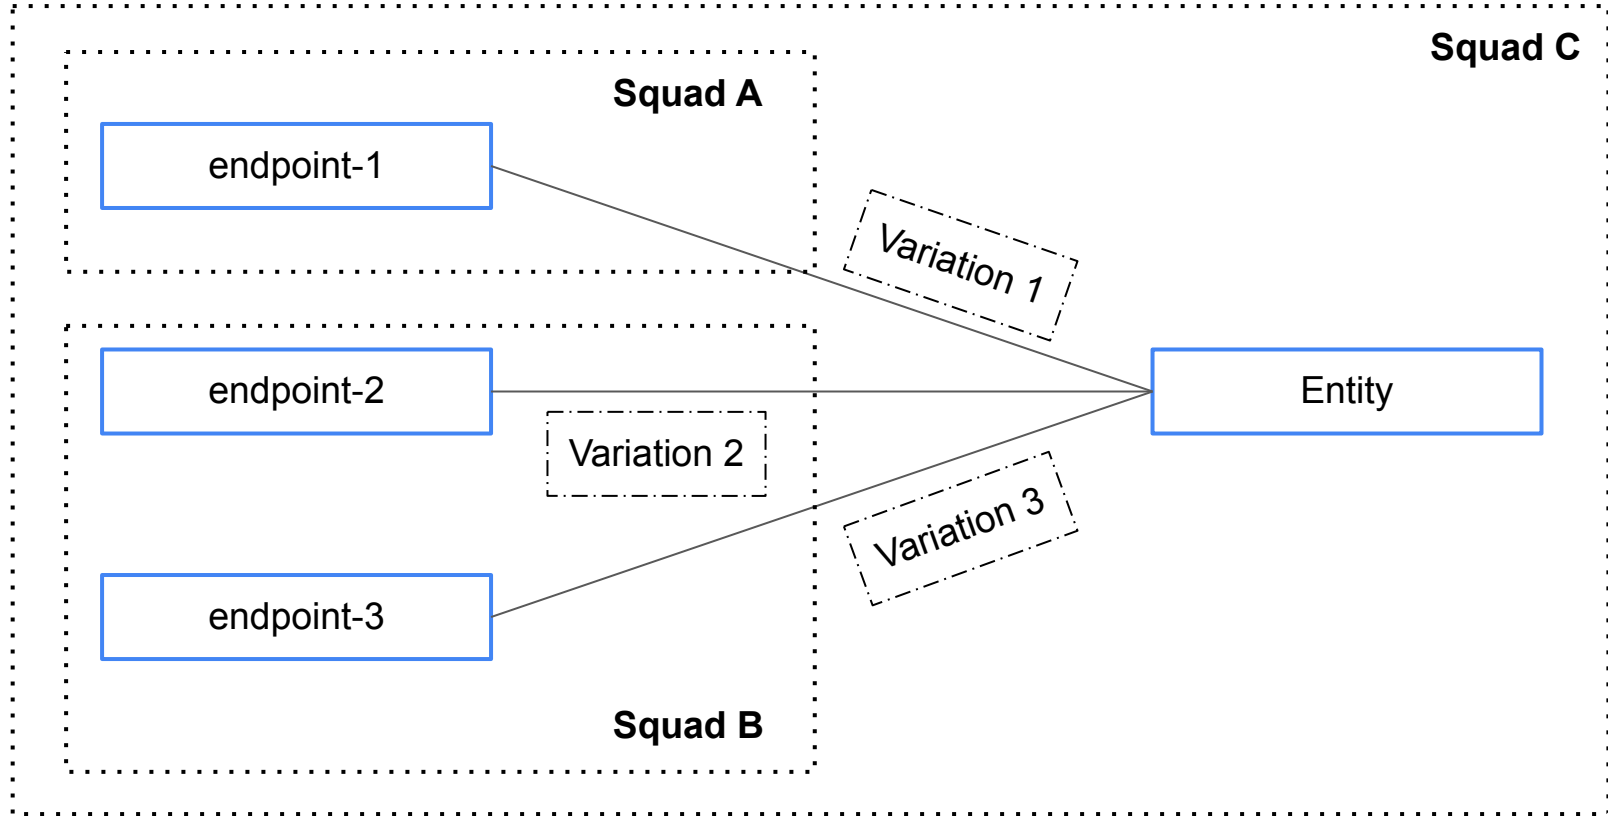 Squad C
Squad A
endpoint-1
Variation 1
endpoint-2
Entity
Variation 2
Variation 3
endpoint-3
Squad B